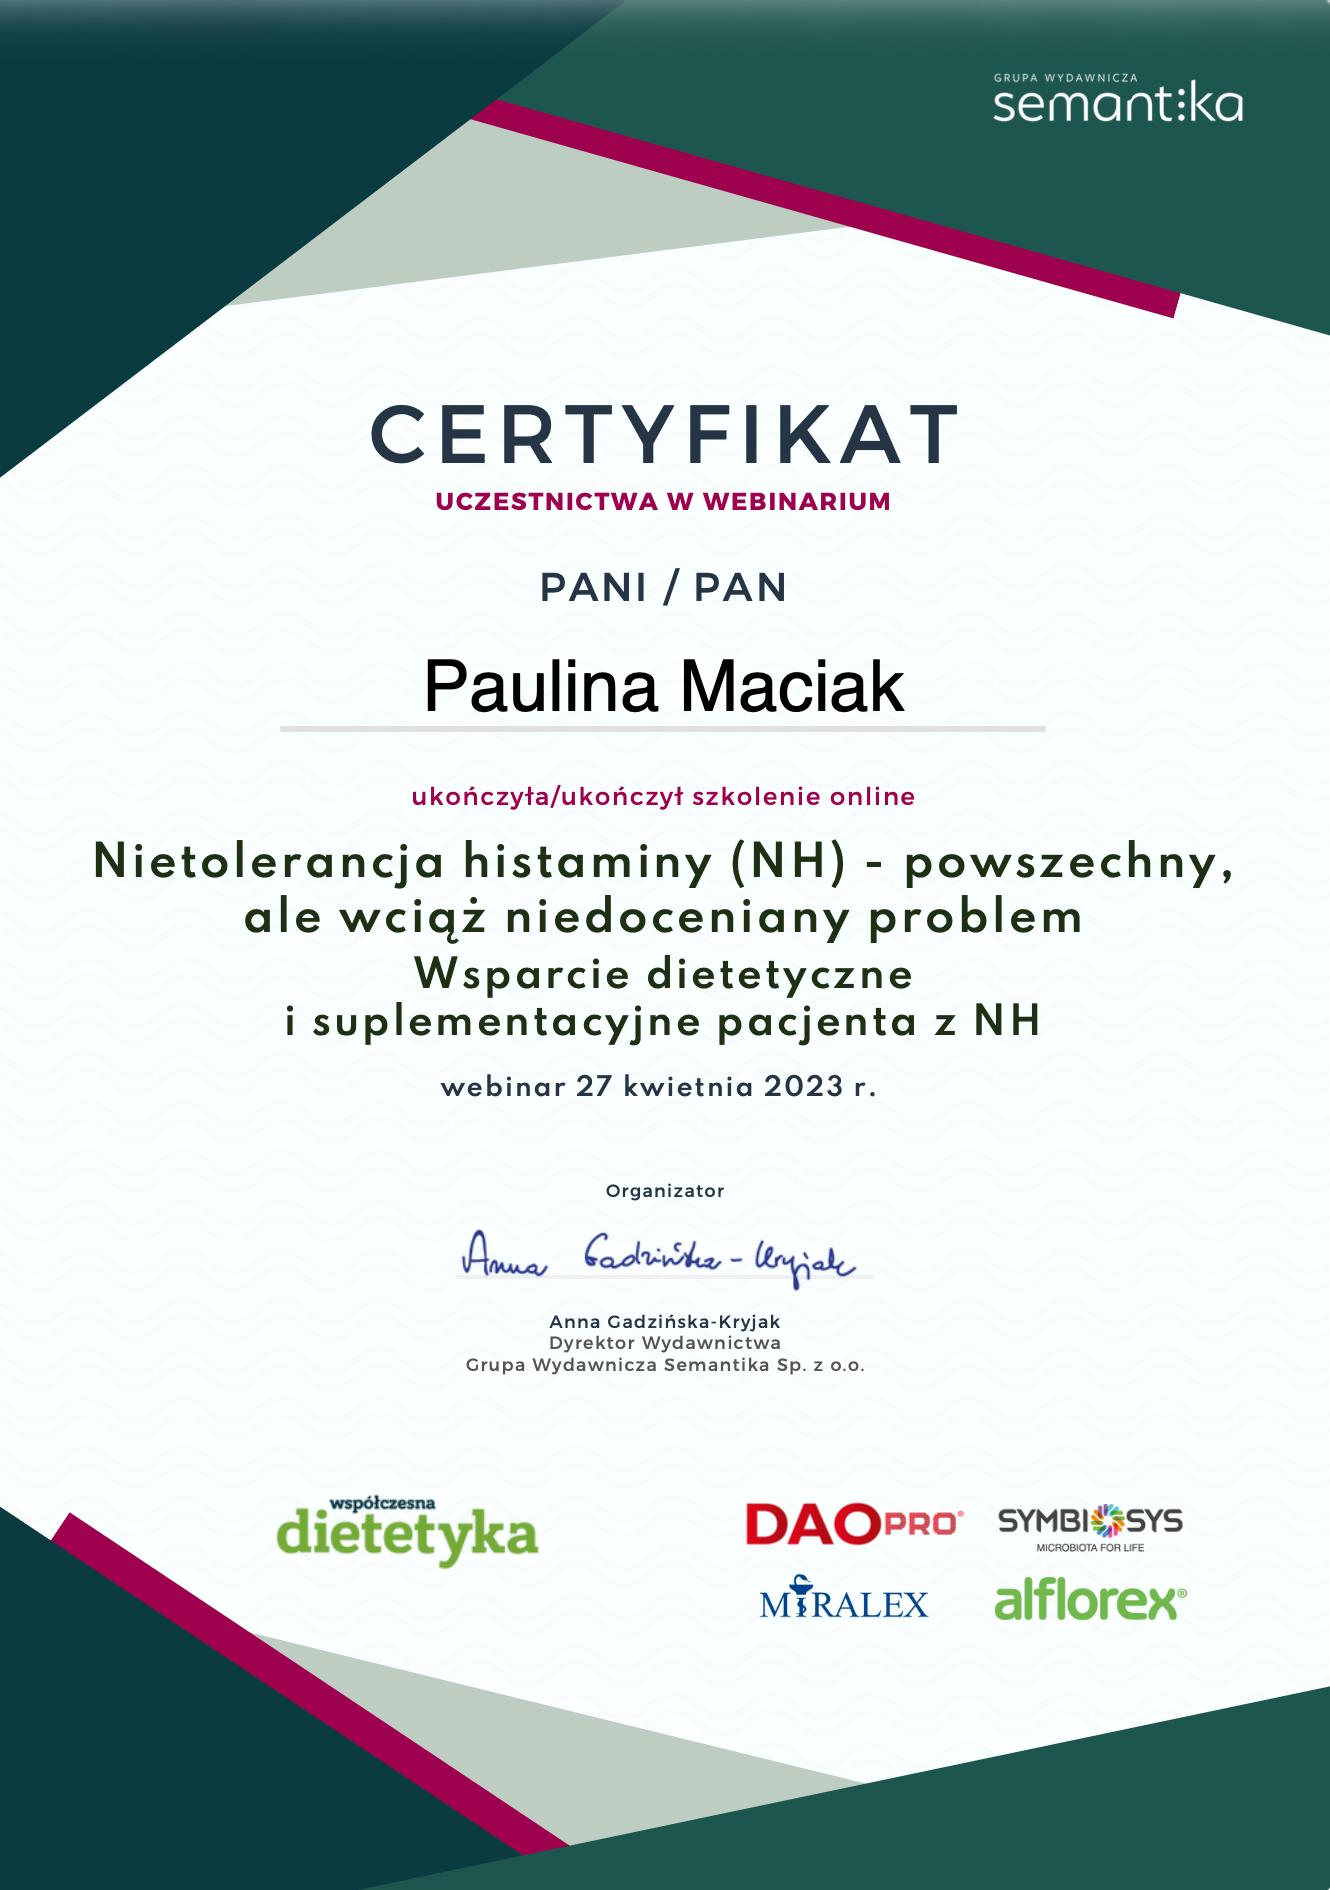 GRUPA WYDAWNICZA
semantika
CERTYFIKAT
UCZESTNICTWA W WEBINARIUM
PANI / PAN
Paulina Maciak
ukończyła/ukończył szkolenie online
Nietolerancja histaminy (NH) - powszechny,
ale wciąż niedoceniany problem
Wsparcie dietetyczne
i suplementacyjne pacjenta z NH
webinar 27 kwietnia 2023 r.
Organizator
Anna Gadzińska-Kryjak
Anna Gadzińska-Kryjak
Dyrektor Wydawnictwa
Grupa Wydawnicza Semantika Sp. z o.o.
współczesna
dietetyka
DAOPRO®
SYMBIOSYS
MICROBIOTA FOR LIFE
MIRALEX
alflorex®